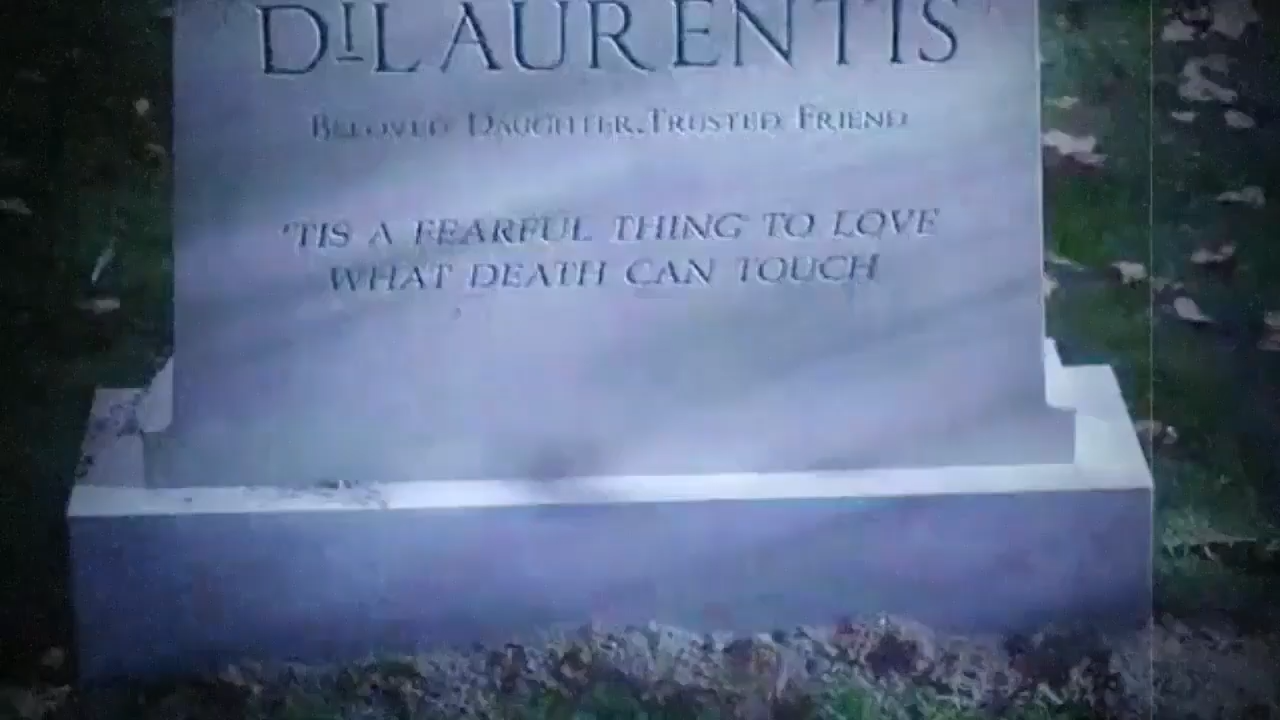 DiLAURENTIS
BELOVED DAUGHTER, TRUSTED FRIEND
'TIS A FEARFUL THING TO LOVE
WHAT DEATH CAN TOUCH